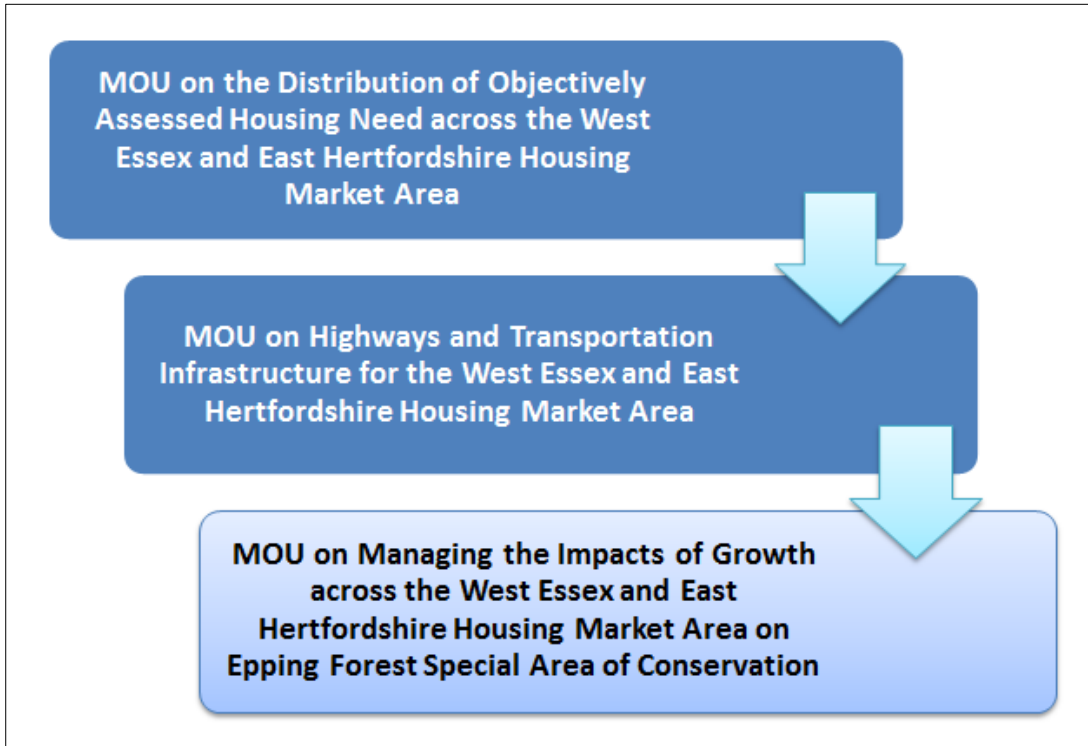 MOU on the Distribution of Objectively
Assessed Housing Need across the West
Essex and East Hertfordshire Housing
Market Area
MOU on Highways and Transportation
Infrastructure for the West Essex and East
Hertfordshire Housing Market Area
MOU on Managing the Impacts of Growth
across the West Essex and East
Hertfordshire Housing Market Area on
Epping Forest Special Area of Conservation